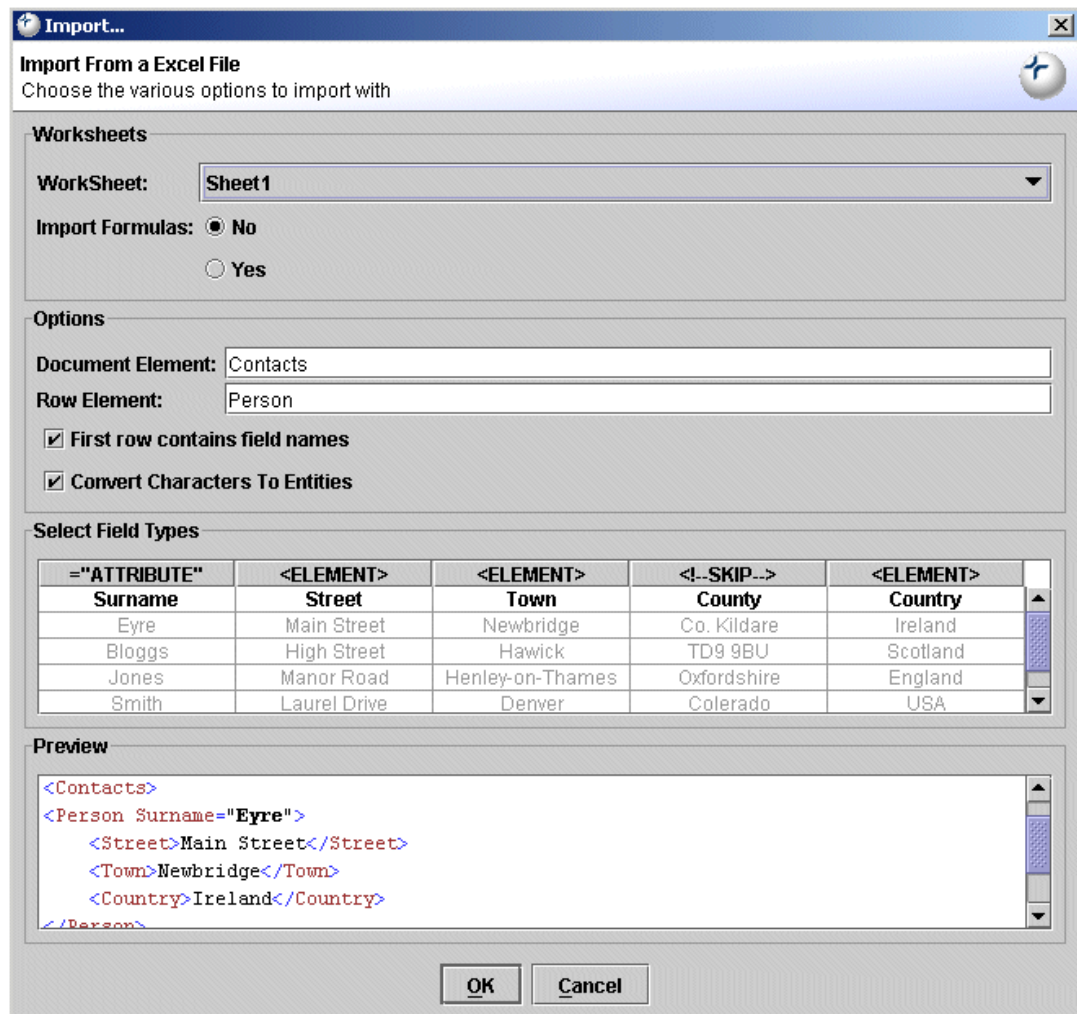 Import...
Import From a Excel File
Choose the various options to import with
Worksheets
WorkSheet: Sheet1
Import Formulas: No
Yes
Options
Document Element: Contacts
Row Element: Person
First row contains field names
Convert Characters To Entities
Select Field Types
="ATTRIBUTE" <ELEMENT> <ELEMENT> <!--SKIP--> <ELEMENT>
Surname Street Town County Country
Eyre Main Street Newbridge Co. Kildare Ireland
Bloggs High Street Hawick TD9 9BU Scotland
Jones Manor Road Henley-on-Thames Oxfordshire England
Smith Laurel Drive Denver Colerado USA
Preview
<Contacts>
<Person Surname="Eyre">
<Street>Main Street</Street>
<Town>Newbridge</Town>
<Country>Ireland</Country>
</Person>
OK Cancel